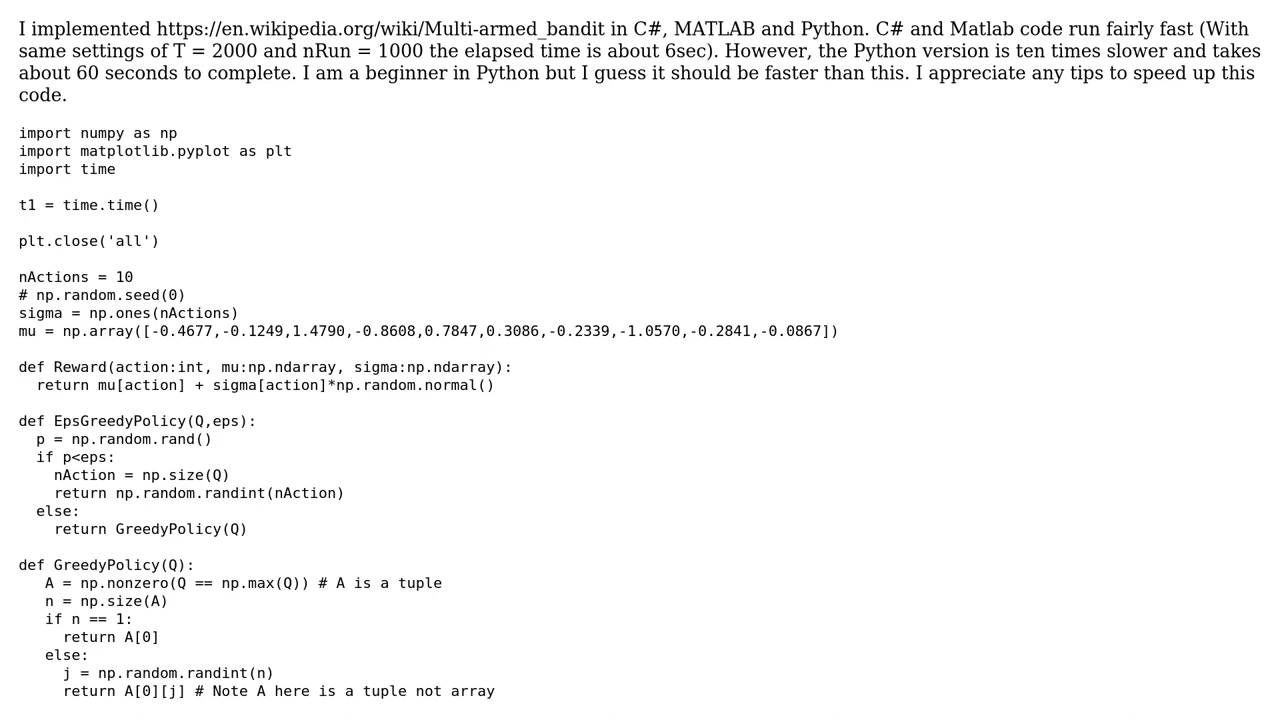 I implemented https://en.wikipedia.org/wiki/Multi-armed_bandit in C#, MATLAB and Python. C# and Matlab code run fairly fast (With
same settings of T = 2000 and nRun = 1000 the elapsed time is about 6sec). However, the Python version is ten times slower and takes
about 60 seconds to complete. I am a beginner in Python but I guess it should be faster than this. I appreciate any tips to speed up this
code.

import numpy as np
import matplotlib.pyplot as plt
import time

t1 = time.time()

plt.close('all')

nActions = 10
# np.random.seed(0)
sigma = np.ones(nActions)
mu = np.array([-0.4677,-0.1249,1.4790,-0.8608,0.7847,0.3086,-0.2339,-1.0570,-0.2841,-0.0867])

def Reward(action:int, mu:np.ndarray, sigma:np.ndarray):
  return mu[action] + sigma[action]*np.random.normal()

def EpsGreedyPolicy(Q,eps):
  p = np.random.rand()
  if p<eps:
    nAction = np.size(Q)
    return np.random.randint(nAction)
  else:
    return GreedyPolicy(Q)

def GreedyPolicy(Q):
   A = np.nonzero(Q == np.max(Q)) # A is a tuple
   n = np.size(A)
   if n == 1:
     return A[0]
   else:
     j = np.random.randint(n)
     return A[0][j] # Note A here is a tuple not array